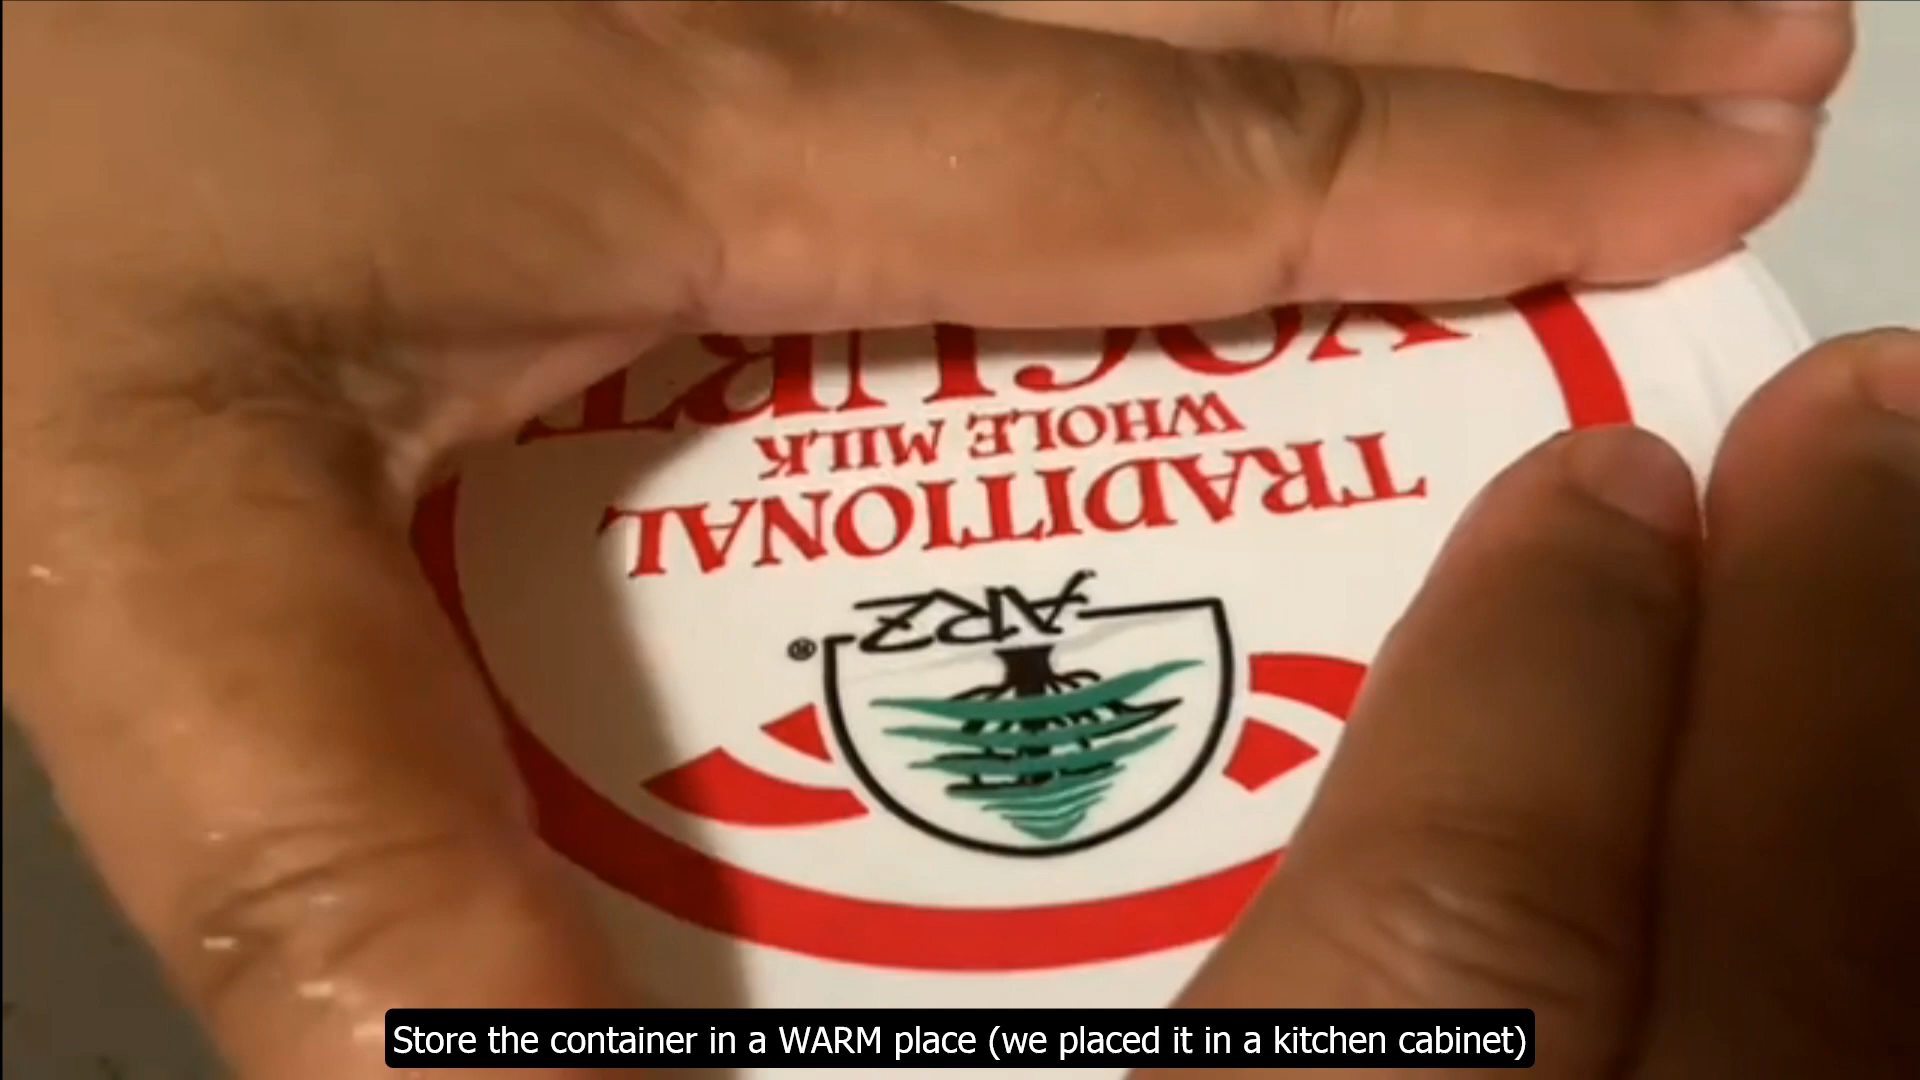 ARZ®
TRADITIONAL
WHOLE MILK
YOGURT
Store the container in a WARM place (we placed it in a kitchen cabinet)